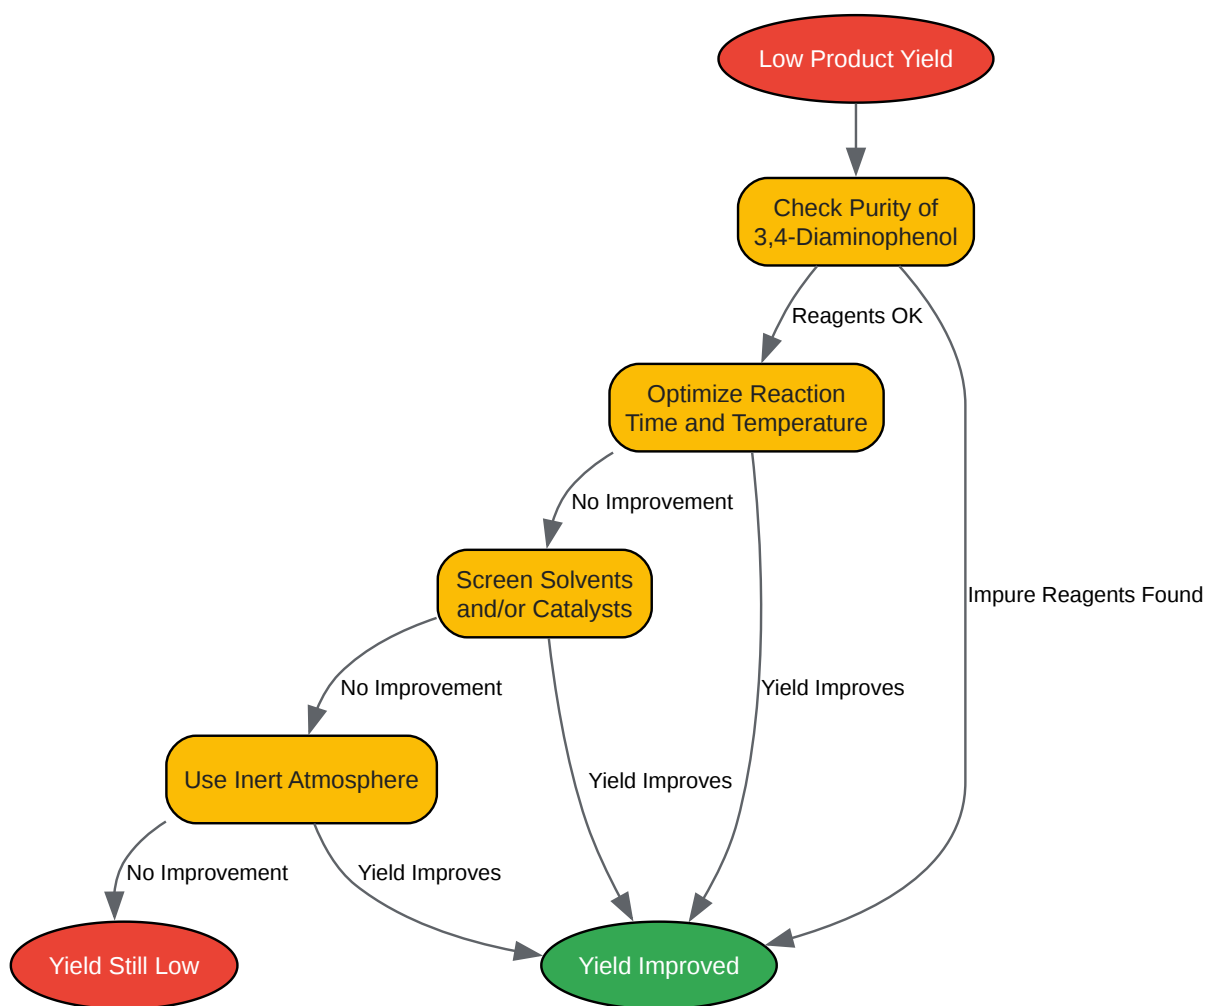 Low Product Yield
Check Purity of
3,4-Diaminophenol
Reagents OK
Optimize Reaction
Time and Temperature
No Improvement
Screen Solvents
and/or Catalysts
Impure Reagents Found
No Improvement
Yield Improves
Use Inert Atmosphere
Yield Improves
No Improvement
Yield Improves
Yield Still Low
Yield Improved